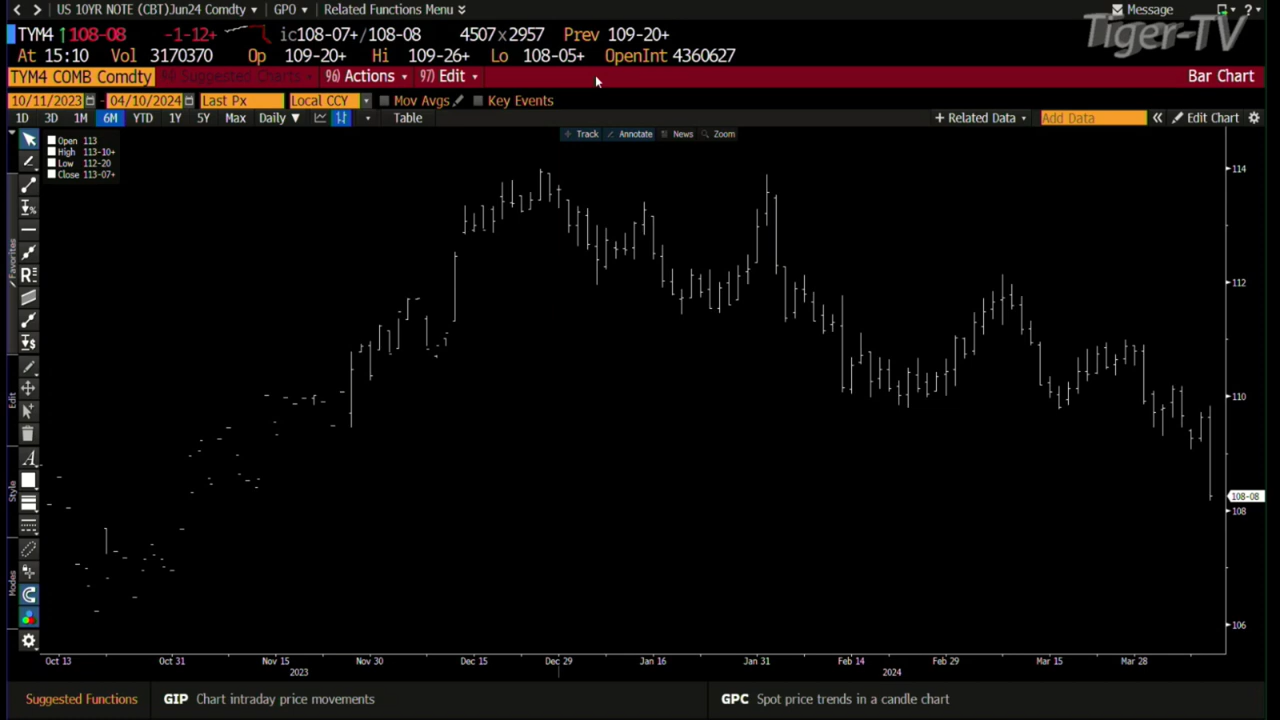 US 10YR NOTE (CBT)Jun24 Comdty GPO Related Functions Menu Message ?
Tiger-TV
TYM4 ↑108-08 -1-12+ ic108-07+/108-08 4507x2957 Prev 109-20+
At 15:10 Vol 3170370 Op 109-20+ Hi 109-26+ Lo 108-05+ OpenInt 4360627
TYM4 COMB Comdty 94) Suggested Charts 96) Actions 97) Edit Bar Chart
10/11/2023 - 04/10/2024 Last Px Local CCY Mov Avgs Key Events
1D 3D 1M 6M YTD 1Y 5Y Max Daily ▼ Table + Related Data Add Data « Edit Chart
Track Annotate News Zoom
Open 113
High 113-10+
Low 112-20
Close 113-07+
Favorites
Edit
Style
Modes
114
112
110
108-08
108
106
Oct 13 Oct 31 Nov 15 Nov 30 Dec 15 Dec 29 Jan 16 Jan 31 Feb 14 Feb 29 Mar 15 Mar 28
2023 2024
Suggested Functions GIP Chart intraday price movements GPC Spot price trends in a candle chart